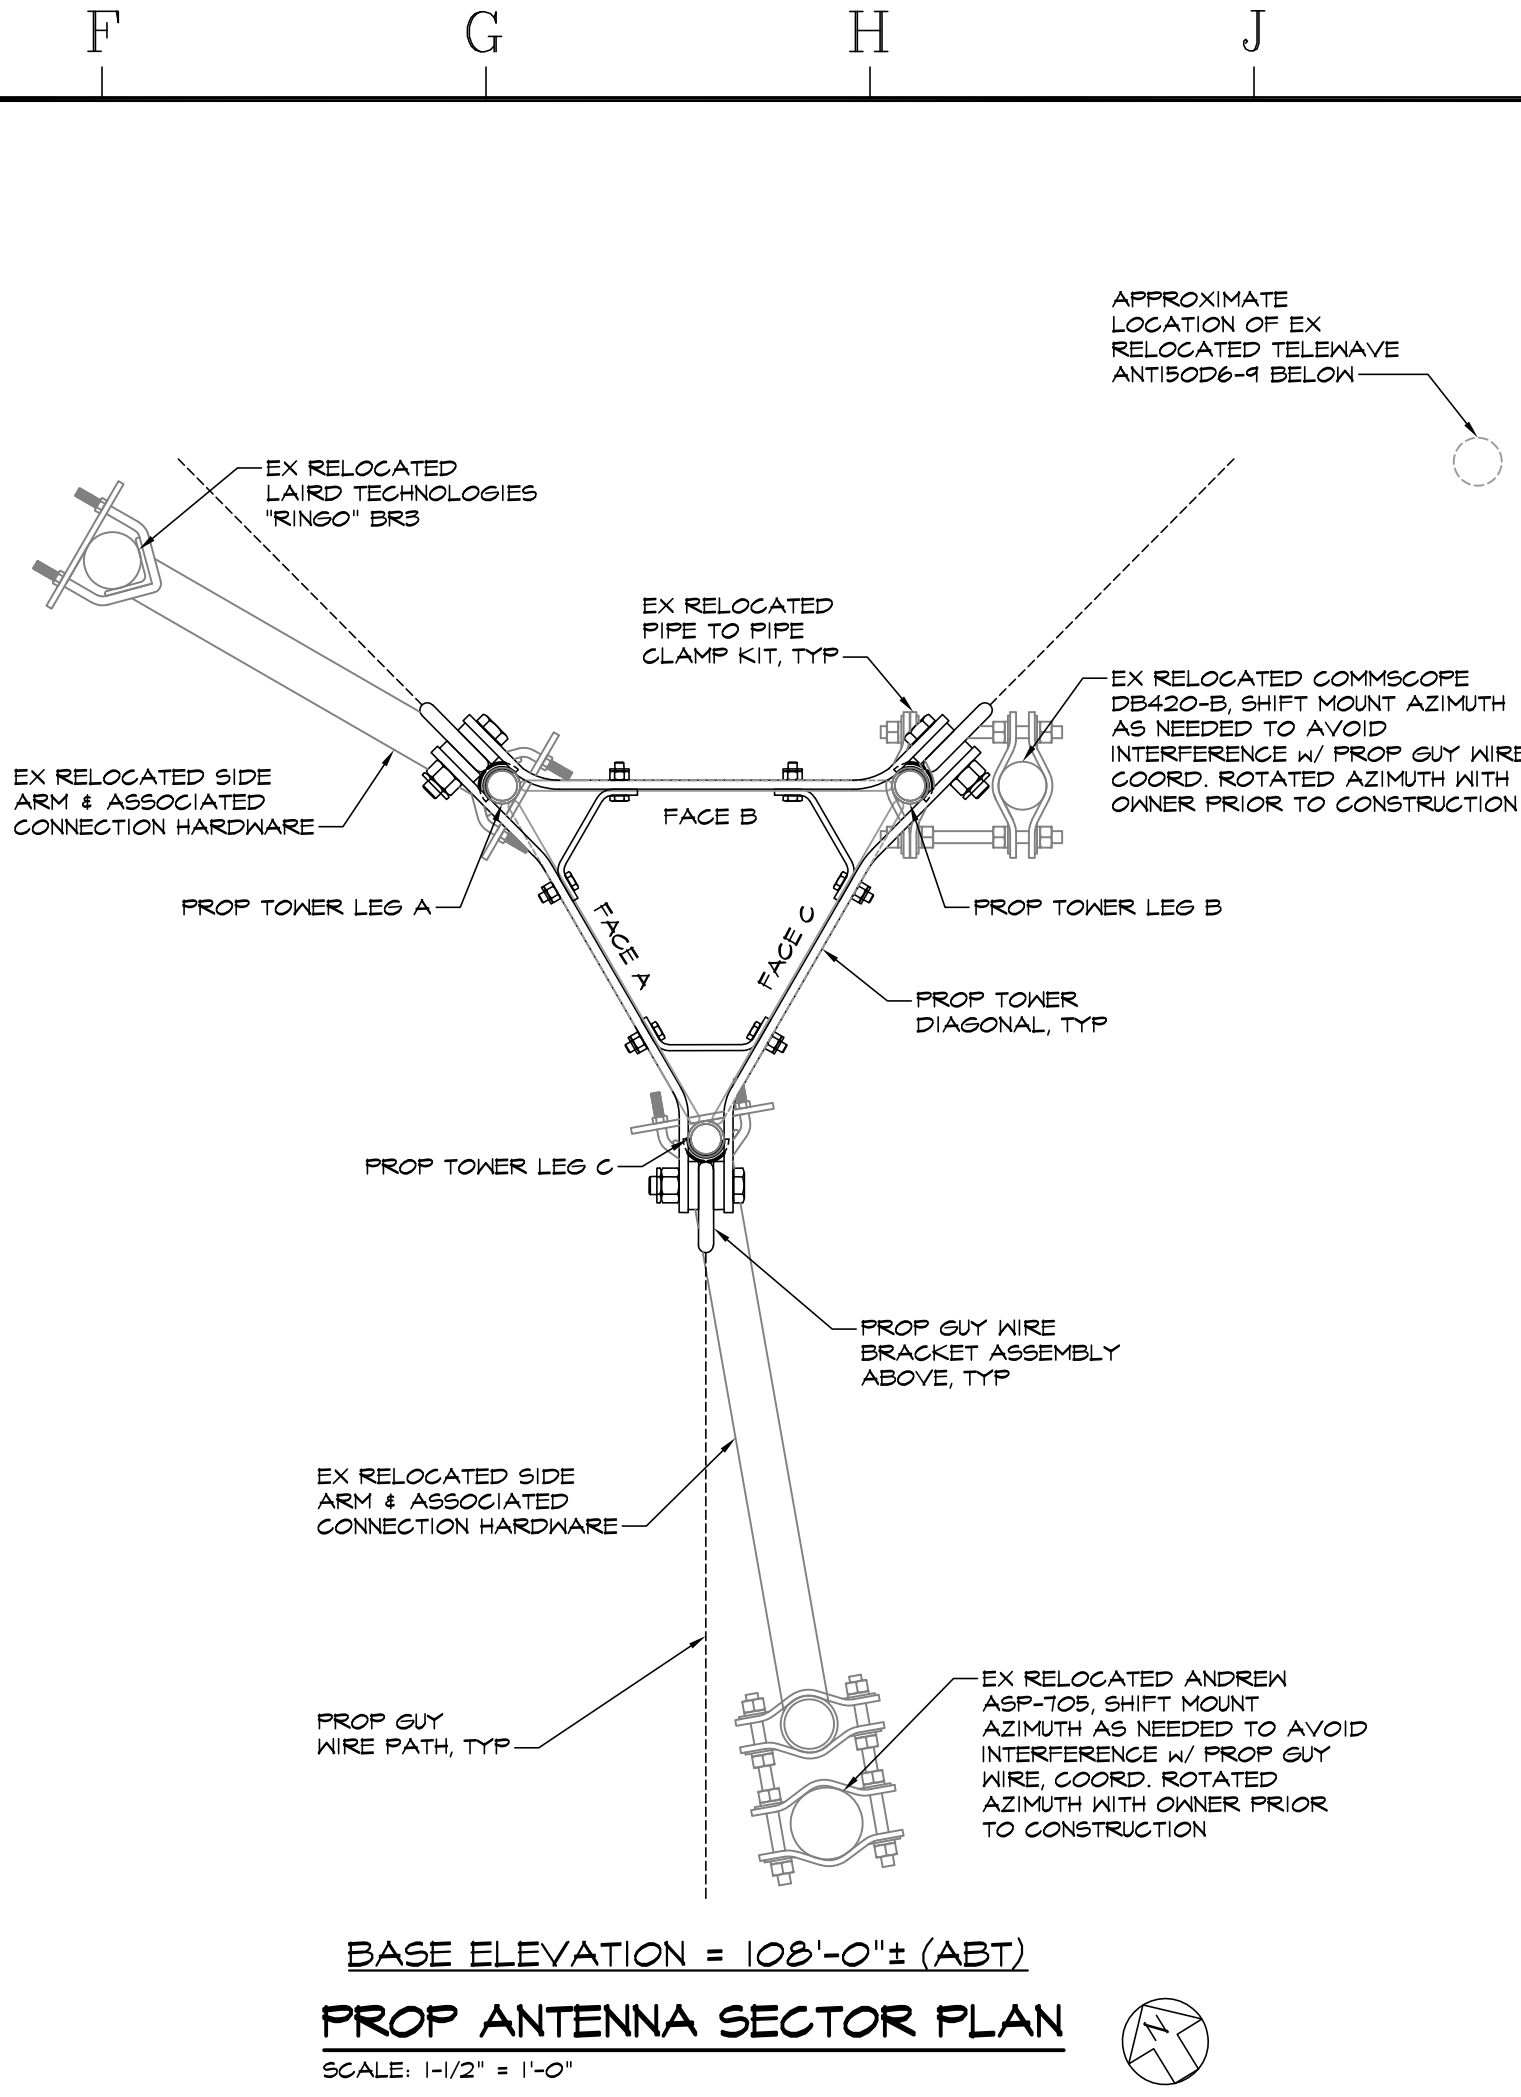 F G H J
APPROXIMATE
LOCATION OF EX
RELOCATED TELEWAVE
ANT150D6-9 BELOW
EX RELOCATED
LAIRD TECHNOLOGIES
"RINGO" BR3
EX RELOCATED
PIPE TO PIPE
CLAMP KIT, TYP
EX RELOCATED COMMSCOPE
DB420-B, SHIFT MOUNT AZIMUTH
AS NEEDED TO AVOID
INTERFERENCE w/ PROP GUY WIRE
COORD. ROTATED AZIMUTH WITH
OWNER PRIOR TO CONSTRUCTION
EX RELOCATED SIDE
ARM & ASSOCIATED
CONNECTION HARDWARE
FACE B
PROP TOWER LEG A
FACE A
FACE C
PROP TOWER LEG B
PROP TOWER
DIAGONAL, TYP
PROP TOWER LEG C
PROP GUY WIRE
BRACKET ASSEMBLY
ABOVE, TYP
EX RELOCATED SIDE
ARM & ASSOCIATED
CONNECTION HARDWARE
PROP GUY
WIRE PATH, TYP
EX RELOCATED ANDREW
ASP-705, SHIFT MOUNT
AZIMUTH AS NEEDED TO AVOID
INTERFERENCE w/ PROP GUY
WIRE, COORD. ROTATED
AZIMUTH WITH OWNER PRIOR
TO CONSTRUCTION
BASE ELEVATION = 108'-0"± (ABT)
PROP ANTENNA SECTOR PLAN
N
SCALE: 1-1/2" = 1'-0"